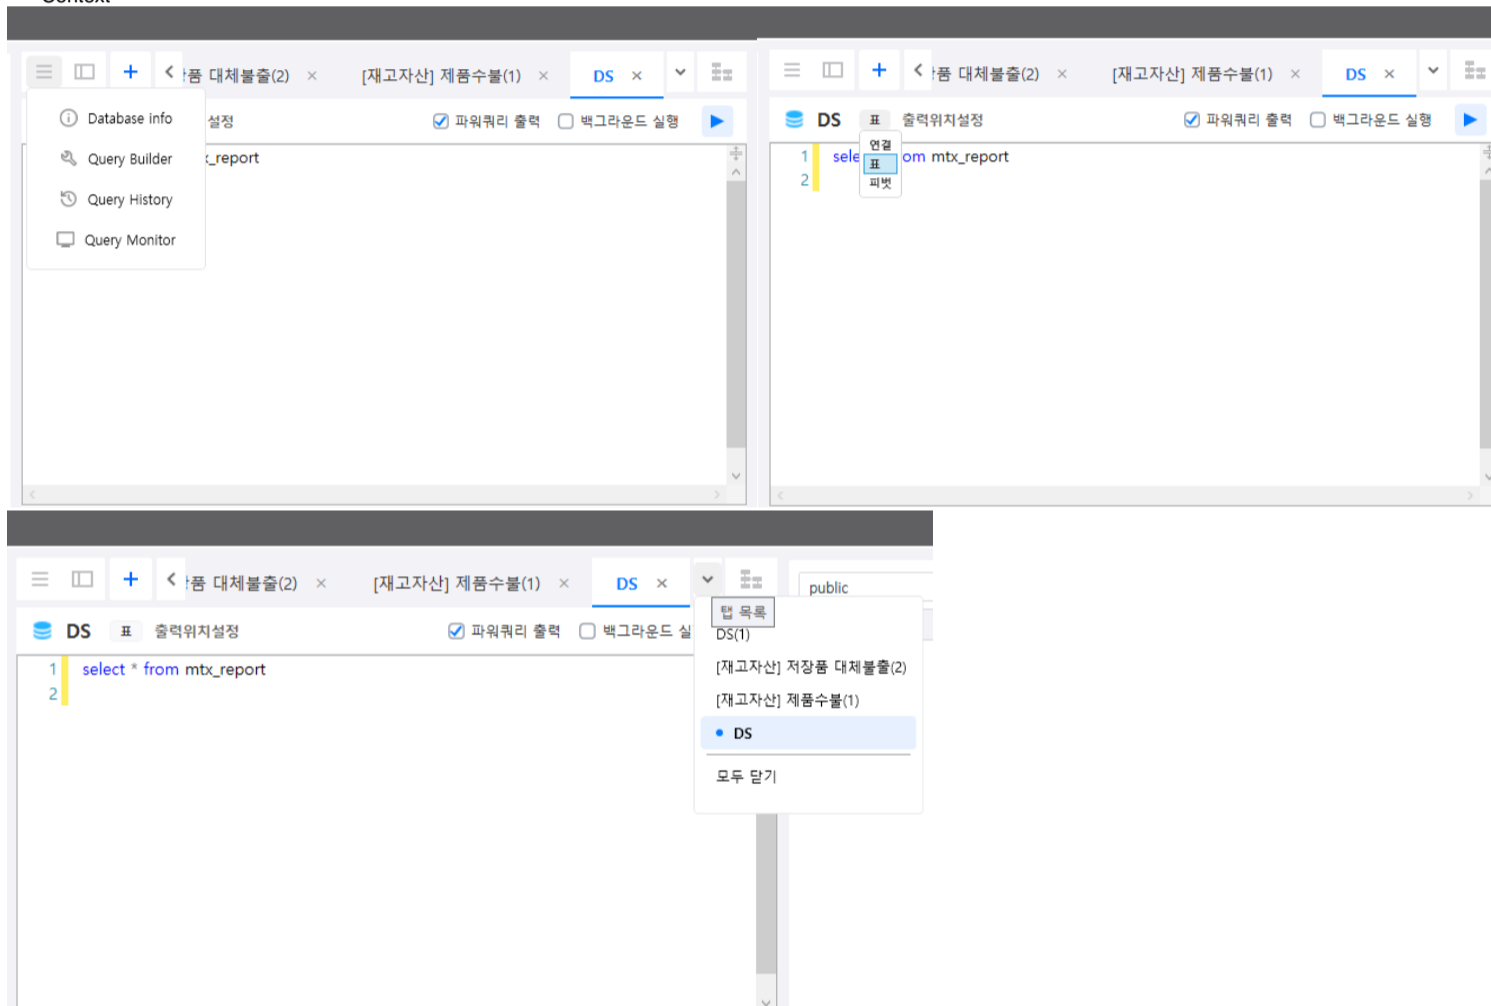 Context
품 대체불출(2) ×
[재고자산] 제품수불(1) ×
DS ×
Database info
Query Builder
Query History
Query Monitor
설정
파워쿼리 출력
백그라운드 실행
_report
품 대체불출(2) ×
[재고자산] 제품수불(1) ×
DS ×
DS 표 출력위치설정
파워쿼리 출력
백그라운드 실행
연결
표
피벗
1 sele om mtx_report
2
품 대체불출(2) ×
[재고자산] 제품수불(1) ×
DS ×
public
DS 표 출력위치설정
파워쿼리 출력
백그라운드 실
1 select * from mtx_report
2
탭 목록
DS(1)
[재고자산] 저장품 대체불출(2)
[재고자산] 제품수불(1)
DS
모두 닫기